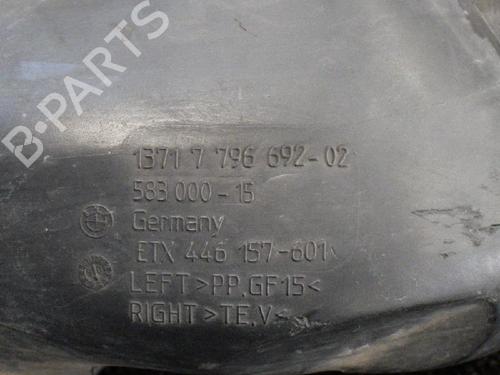 B-PARTS
1371 7 796 692-02
583 000-15
Germany
ETX 446 157-601
LEFT >PP.GF15<
RIGHT >TE.V<